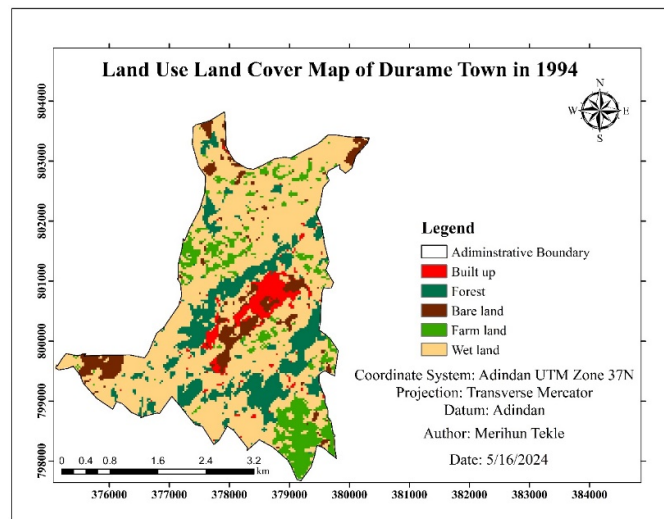 Land Use Land Cover Map of Durame Town in 1994
N
W E
S
804000
803000
802000
801000
800000
799000
798000
Legend
Adiminstrative Boundary
Built up
Forest
Bare land
Farm land
Wet land
Coordinate System: Adindan UTM Zone 37N
Projection: Transverse Mercator
Datum: Adindan
Author: Merihun Tekle
Date: 5/16/2024
0 0.4 0.8 1.6 2.4 3.2
km
376000 377000 378000 379000 380000 381000 382000 383000 384000